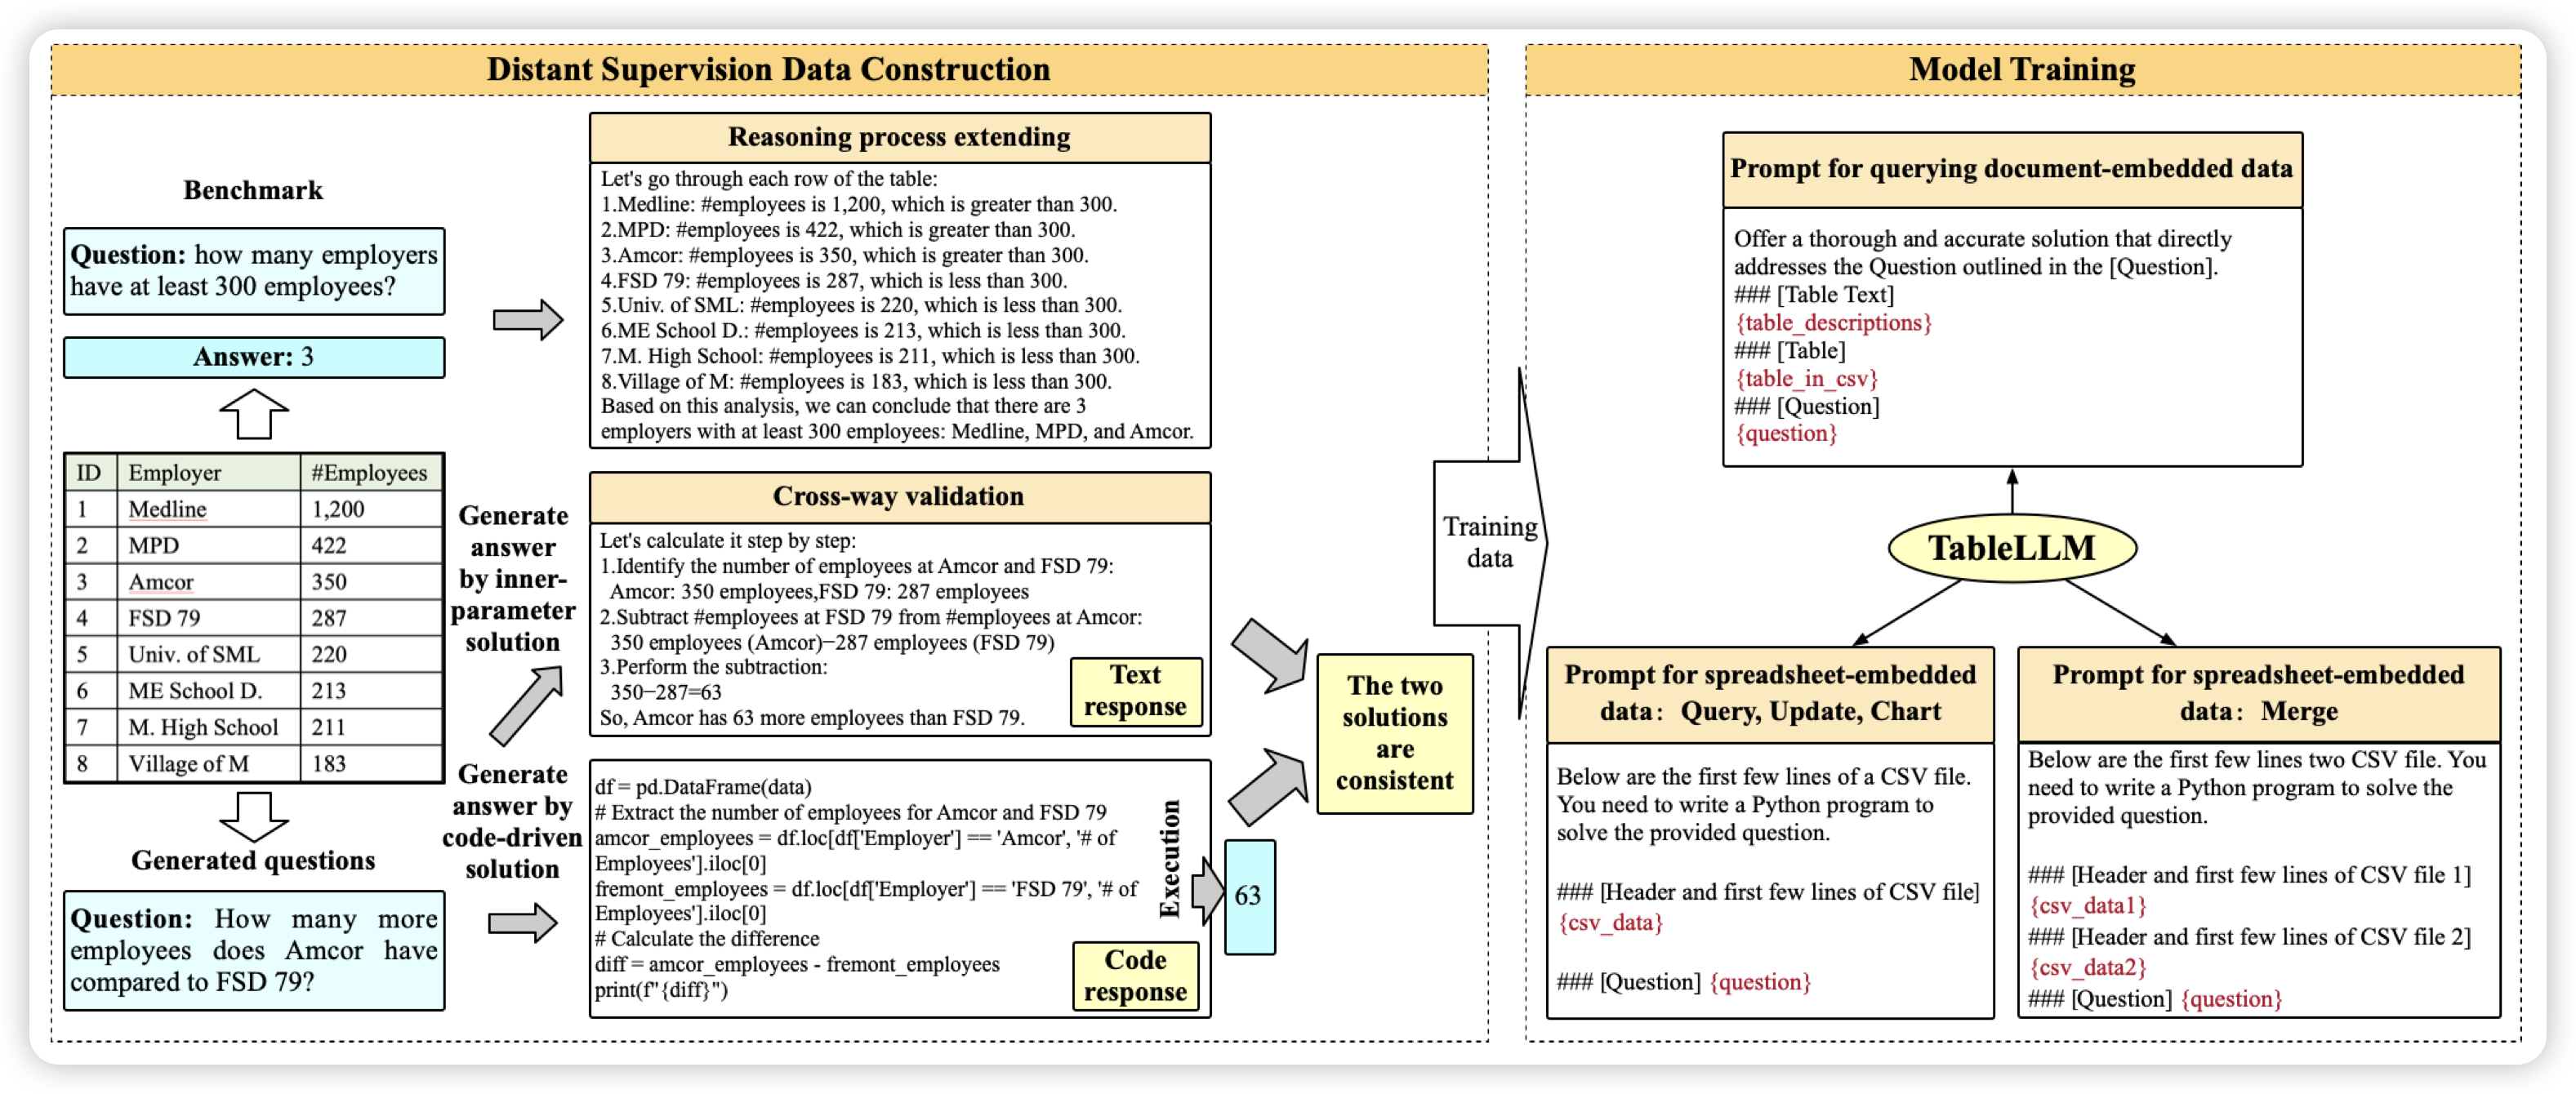 Distant Supervision Data Construction
Benchmark
Question: how many employers
have at least 300 employees?
Answer: 3
ID Employer #Employees
1 Medline 1,200
2 MPD 422
3 Amcor 350
4 FSD 79 287
5 Univ. of SML 220
6 ME School D. 213
7 M. High School 211
8 Village of M 183
Generated questions
Question: How many more
employees does Amcor have
compared to FSD 79?
Generate
answer
by inner-
parameter
solution
Generate
answer by
code-driven
solution
Reasoning process extending
Let's go through each row of the table:
1.Medline: #employees is 1,200, which is greater than 300.
2.MPD: #employees is 422, which is greater than 300.
3.Amcor: #employees is 350, which is greater than 300.
4.FSD 79: #employees is 287, which is less than 300.
5.Univ. of SML: #employees is 220, which is less than 300.
6.ME School D.: #employees is 213, which is less than 300.
7.M. High School: #employees is 211, which is less than 300.
8.Village of M: #employees is 183, which is less than 300.
Based on this analysis, we can conclude that there are 3
employers with at least 300 employees: Medline, MPD, and Amcor.
Cross-way validation
Let's calculate it step by step:
1.Identify the number of employees at Amcor and FSD 79:
Amcor: 350 employees,FSD 79: 287 employees
2.Subtract #employees at FSD 79 from #employees at Amcor:
350 employees (Amcor)−287 employees (FSD 79)
3.Perform the subtraction:
350−287=63
So, Amcor has 63 more employees than FSD 79.
Text
response
df = pd.DataFrame(data)
# Extract the number of employees for Amcor and FSD 79
amcor_employees = df.loc[df['Employer'] == 'Amcor', '# of
Employees'].iloc[0]
fremont_employees = df.loc[df['Employer'] == 'FSD 79', '# of
Employees'].iloc[0]
# Calculate the difference
diff = amcor_employees - fremont_employees
print(f"{diff}")
Code
response
Execution
63
The two
solutions
are
consistent
Training
data
Model Training
Prompt for querying document-embedded data
Offer a thorough and accurate solution that directly
addresses the Question outlined in the [Question].
### [Table Text]
{table_descriptions}
### [Table]
{table_in_csv}
### [Question]
{question}
TableLLM
Prompt for spreadsheet-embedded
data: Query, Update, Chart
Below are the first few lines of a CSV file.
You need to write a Python program to
solve the provided question.
### [Header and first few lines of CSV file]
{csv_data}
### [Question] {question}
Prompt for spreadsheet-embedded
data: Merge
Below are the first few lines two CSV file. You
need to write a Python program to solve the
provided question.
### [Header and first few lines of CSV file 1]
{csv_data1}
### [Header and first few lines of CSV file 2]
{csv_data2}
### [Question] {question}